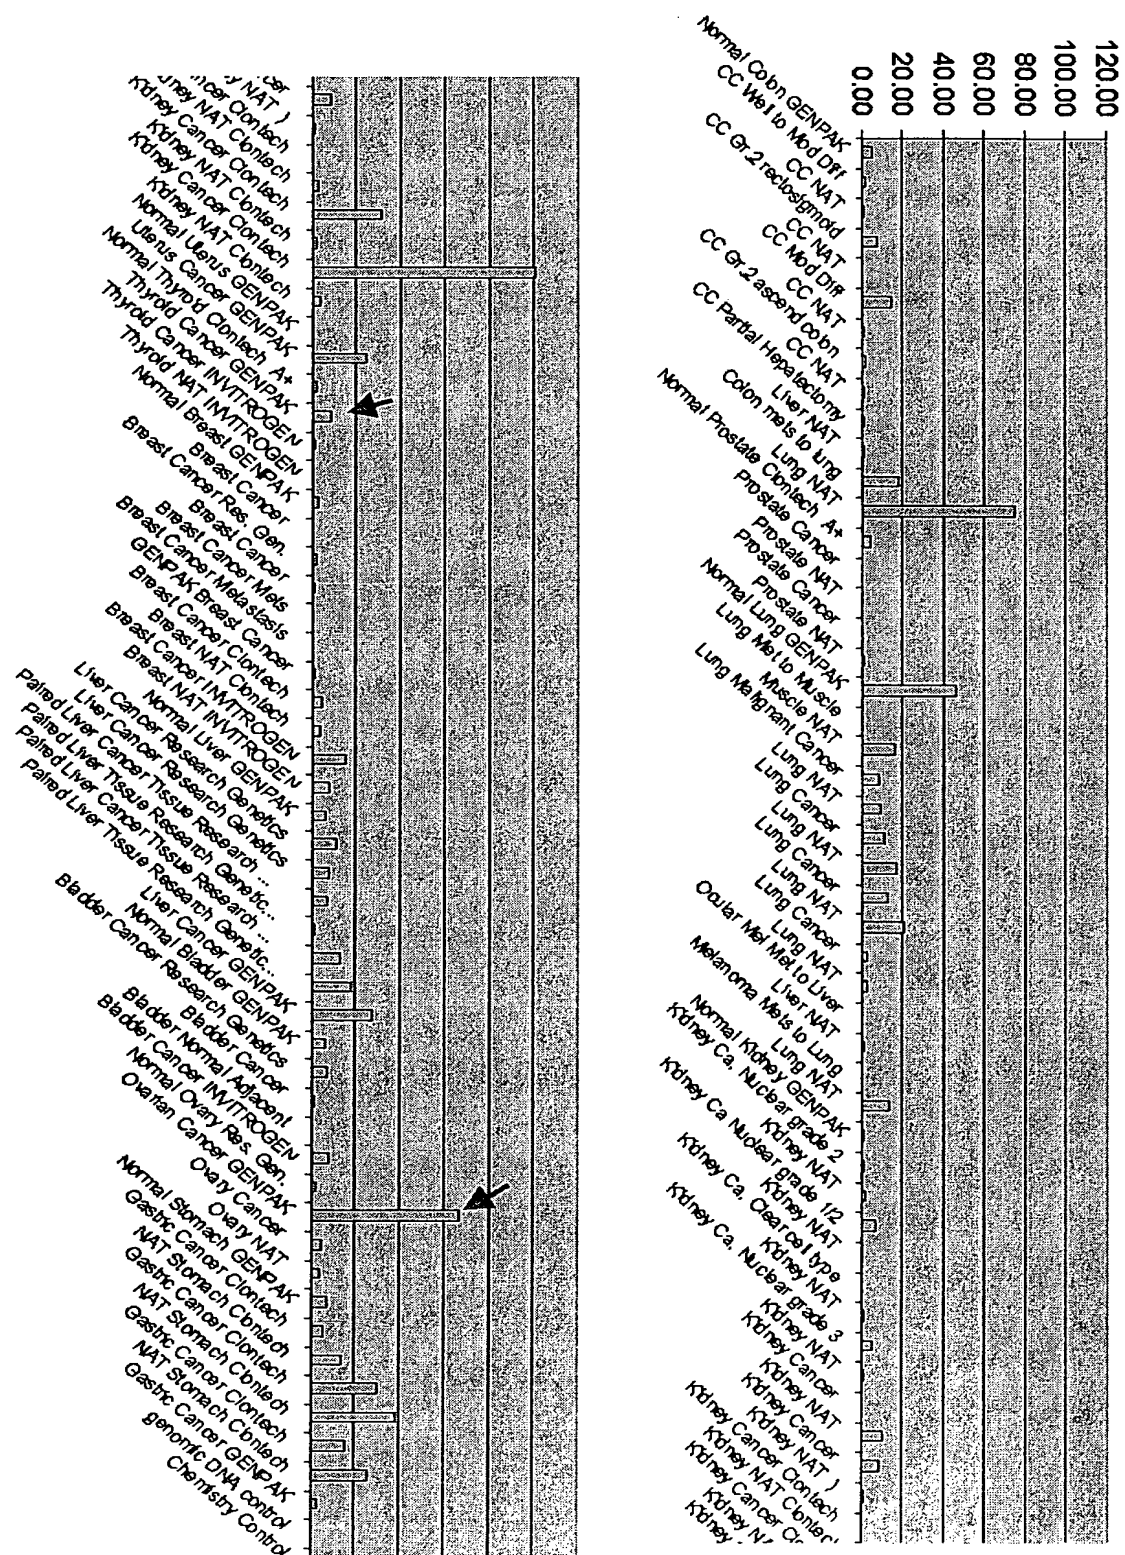 120.00
100.00
80.00
60.00
40.00
20.00
0.00
Normal Colon GENPAK
CC Well to Mod Diff
CC NAT
CC Gr.2 rectosigmoid
CC NAT
CC Mod Diff
CC NAT
CC Gr.2 ascend colon
CC NAT
CC Partial Hepatectomy
Liver NAT
Colon mets to lung
Lung NAT
Normal Prostate Clontech A+
Prostate Cancer
Prostate NAT
Prostate Cancer
Prostate NAT
Normal Lung GENPAK
Lung Met to Muscle
Muscle NAT
Lung Malignant Cancer
Lung NAT
Lung Cancer
Lung NAT
Lung Cancer
Lung NAT
Lung Cancer
Lung NAT
Ocular Mel Met to Liver
Liver NAT
Melanoma Mets to Lung
Lung NAT
Normal Kidney GENPAK
Kidney Ca, Nuclear grade 2
Kidney NAT
Kidney Ca Nuclear grade 1/2
Kidney NAT
Kidney Ca, Clear cell type
Kidney NAT
Kidney Ca, Nuclear grade 3
Kidney NAT
Kidney Cancer
Kidney NAT
Kidney Cancer
Kidney NAT )
Kidney Cancer Clontech
Kidney NAT Clontec
Kidney Cancer Clo
Kidney NA
Kidney
cer
y NAT )
ncer Clontech
ney NAT Clontech
Kidney Cancer Clontech
Kidney NAT Clontech
Kidney Cancer Clontech
Kidney NAT Clontech
Normal Uterus GENPAK
Uterus Cancer GENPAK
Normal Thyroid Clontech A+
Thyroid Cancer GENPAK
Thyroid Cancer INVITROGEN
Thyroid NAT INVITROGEN
Normal Breast GENPAK
Breast Cancer
Breast Cancer Res. Gen.
Breast Cancer
Breast Cancer Mets
Breast Cancer Metastasis
GENPAK Breast Cancer
Breast Cancer Clontech
Breast NAT Clontech
Breast Cancer INVITROGEN
Breast NAT INVITROGEN
Normal Liver GENPAK
Liver Cancer Research Genetics
Liver Cancer Research Genetics
Paired Liver Cancer Tissue Research ...
Paired Liver Tissue Research Genetic...
Paired Liver Cancer Tissue Research ...
Paired Liver Tissue Research Genetic...
Liver Cancer GENPAK
Normal Bladder GENPAK
Bladder Cancer Research Genetics
Bladder Cancer
Bladder Normal Adjacent
Bladder Cancer INVITROGEN
Normal Ovary Res. Gen.
Ovarian Cancer GENPAK
Ovary Cancer
Ovary NAT
Normal Stomach GENPAK
Gastric Cancer Clontech
NAT Stomach Clontech
Gastric Cancer Clontech
NAT Stomach Clontech
Gastric Cancer Clontech
NAT Stomach Clontech
Gastric Cancer GENPAK
genomic DNA control
Chemistry Control